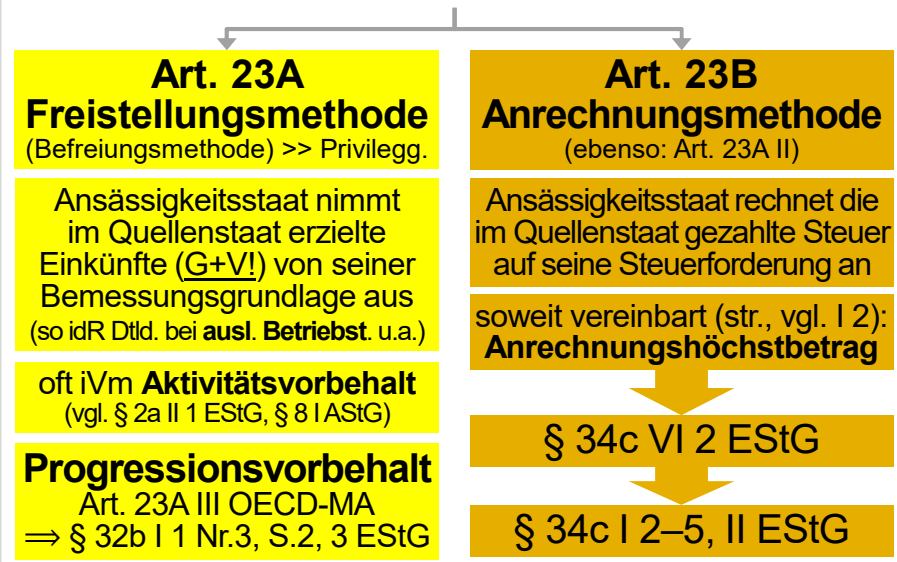 Art. 23A
Freistellungsmethode
(Befreiungsmethode) >> Privilegg.
Ansässigkeitsstaat nimmt
im Quellenstaat erzielte
Einkünfte (G+V!) von seiner
Bemessungsgrundlage aus
(so idR Dtld. bei ausl. Betriebst. u.a.)
oft iVm Aktivitätsvorbehalt
(vgl. § 2a II 1 EStG, § 8 I AStG)
Progressionsvorbehalt
Art. 23A III OECD-MA
⇒ § 32b I 1 Nr.3, S.2, 3 EStG
Art. 23B
Anrechnungsmethode
(ebenso: Art. 23A II)
Ansässigkeitsstaat rechnet die
im Quellenstaat gezahlte Steuer
auf seine Steuerforderung an
soweit vereinbart (str., vgl. I 2):
Anrechnungshöchstbetrag
§ 34c VI 2 EStG
§ 34c I 2–5, II EStG